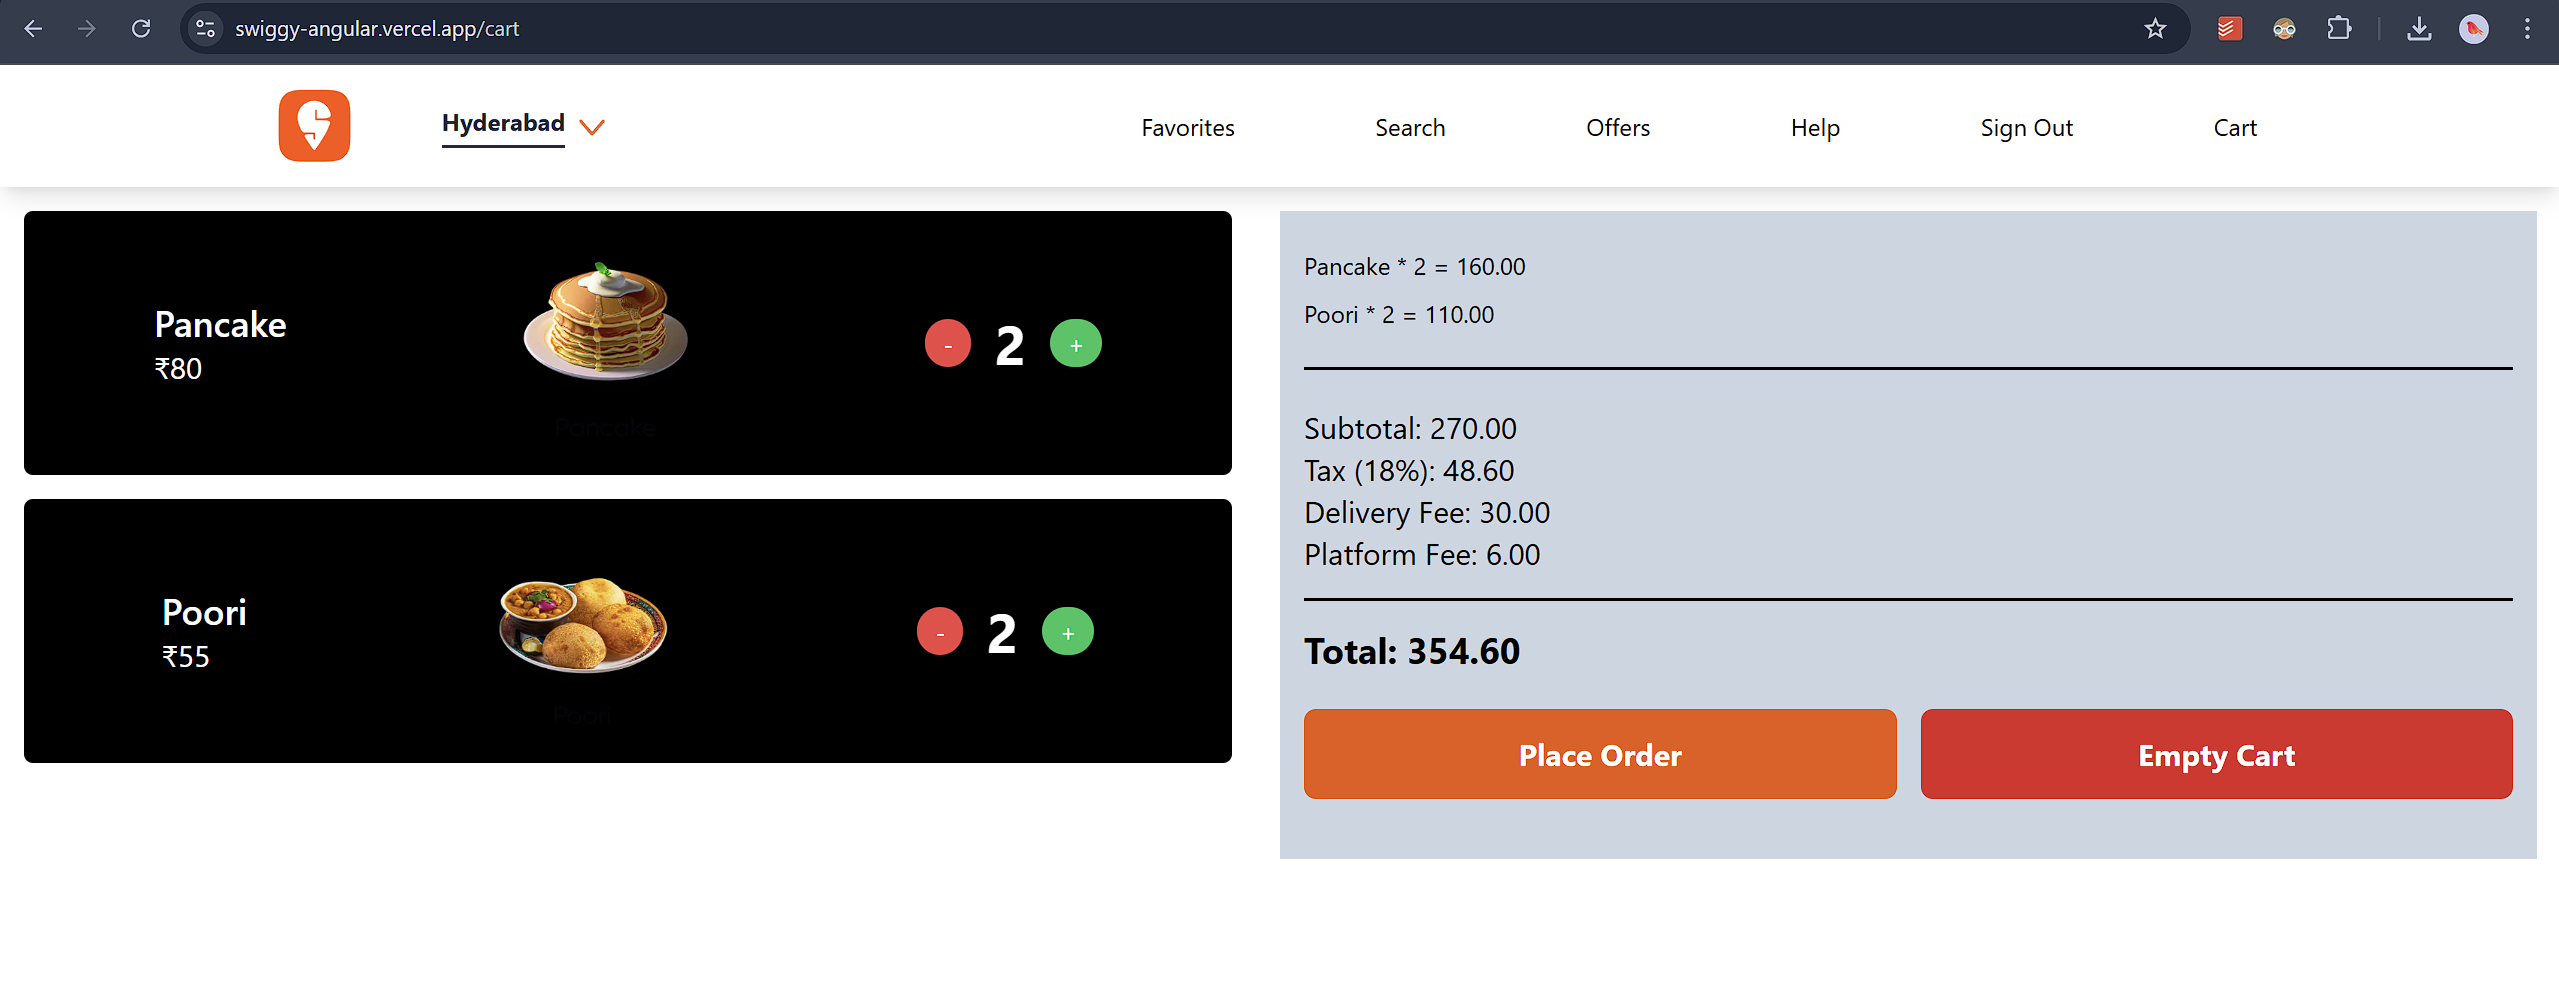 swiggy-angular.vercel.app/cart
Hyderabad
Favorites
Search
Offers
Help
Sign Out
Cart
Pancake
₹80
Pancake
-
2
+
Poori
₹55
Poori
-
2
+
Pancake * 2 = 160.00
Poori * 2 = 110.00
Subtotal: 270.00
Tax (18%): 48.60
Delivery Fee: 30.00
Platform Fee: 6.00
Total: 354.60
Place Order
Empty Cart